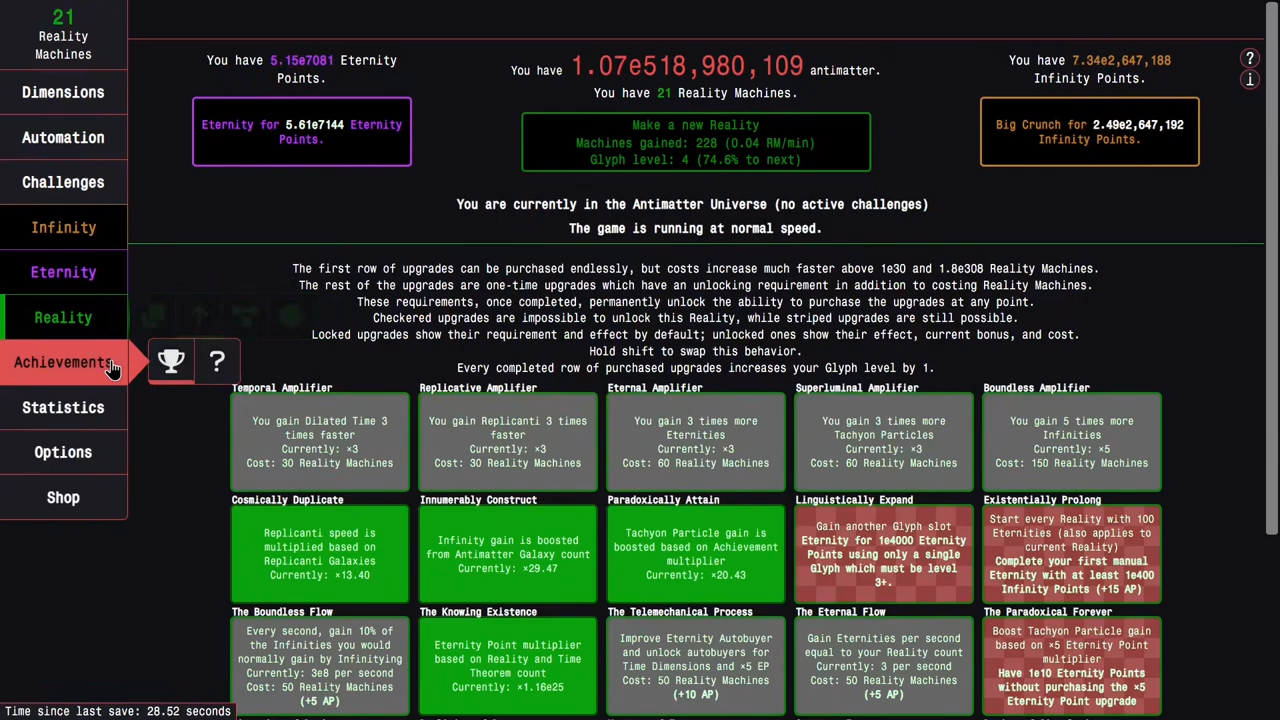 21
Reality
Machines
Dimensions
Automation
Challenges
Infinity
Eternity
Reality
Achievements
?
Statistics
Options
Shop
Time since last save: 28.52 seconds
You have 5.15e7081 Eternity
Points.
Eternity for 5.61e7144 Eternity
Points.
You have 1.07e518,980,109 antimatter.
You have 21 Reality Machines.
Make a new Reality
Machines gained: 228 (0.04 RM/min)
Glyph level: 4 (74.6% to next)
You have 7.34e2,647,188
Infinity Points.
Big Crunch for 2.49e2,647,192
Infinity Points.
?
i
You are currently in the Antimatter Universe (no active challenges)
The game is running at normal speed.
The first row of upgrades can be purchased endlessly, but costs increase much faster above 1e30 and 1.8e308 Reality Machines.
The rest of the upgrades are one-time upgrades which have an unlocking requirement in addition to costing Reality Machines.
These requirements, once completed, permanently unlock the ability to purchase the upgrades at any point.
Checkered upgrades are impossible to unlock this Reality, while striped upgrades are still possible.
Locked upgrades show their requirement and effect by default; unlocked ones show their effect, current bonus, and cost.
Hold shift to swap this behavior.
Every completed row of purchased upgrades increases your Glyph level by 1.
Temporal Amplifier
You gain Dilated Time 3
times faster
Currently: ×3
Cost: 30 Reality Machines
Replicative Amplifier
You gain Replicanti 3 times
faster
Currently: ×3
Cost: 30 Reality Machines
Eternal Amplifier
You gain 3 times more
Eternities
Currently: ×3
Cost: 60 Reality Machines
Superluminal Amplifier
You gain 3 times more
Tachyon Particles
Currently: ×3
Cost: 60 Reality Machines
Boundless Amplifier
You gain 5 times more
Infinities
Currently: ×5
Cost: 150 Reality Machines
Cosmically Duplicate
Replicanti speed is
multiplied based on
Replicanti Galaxies
Currently: ×13.40
Innumerably Construct
Infinity gain is boosted
from Antimatter Galaxy count
Currently: ×29.47
Paradoxically Attain
Tachyon Particle gain is
boosted based on Achievement
multiplier
Currently: ×20.43
Linguistically Expand
Gain another Glyph slot
Eternity for 1e4000 Eternity
Points using only a single
Glyph which must be level
3+.
Existentially Prolong
Start every Reality with 100
Eternities (also applies to
current Reality)
Complete your first manual
Eternity with at least 1e400
Infinity Points (+15 AP)
The Boundless Flow
Every second, gain 10% of
the Infinities you would
normally gain by Infinitying
Currently: 3e8 per second
Cost: 50 Reality Machines
(+5 AP)
The Knowing Existence
Eternity Point multiplier
based on Reality and Time
Theorem count
Currently: ×1.16e25
The Telemechanical Process
Improve Eternity Autobuyer
and unlock autobuyers for
Time Dimensions and ×5 EP
Cost: 50 Reality Machines
(+10 AP)
The Eternal Flow
Gain Eternities per second
equal to your Reality count
Currently: 3 per second
Cost: 50 Reality Machines
(+5 AP)
The Paradoxical Forever
Boost Tachyon Particle gain
based on ×5 Eternity Point
multiplier
Have 1e10 Eternity Points
without purchasing the ×5
Eternity Point upgrade